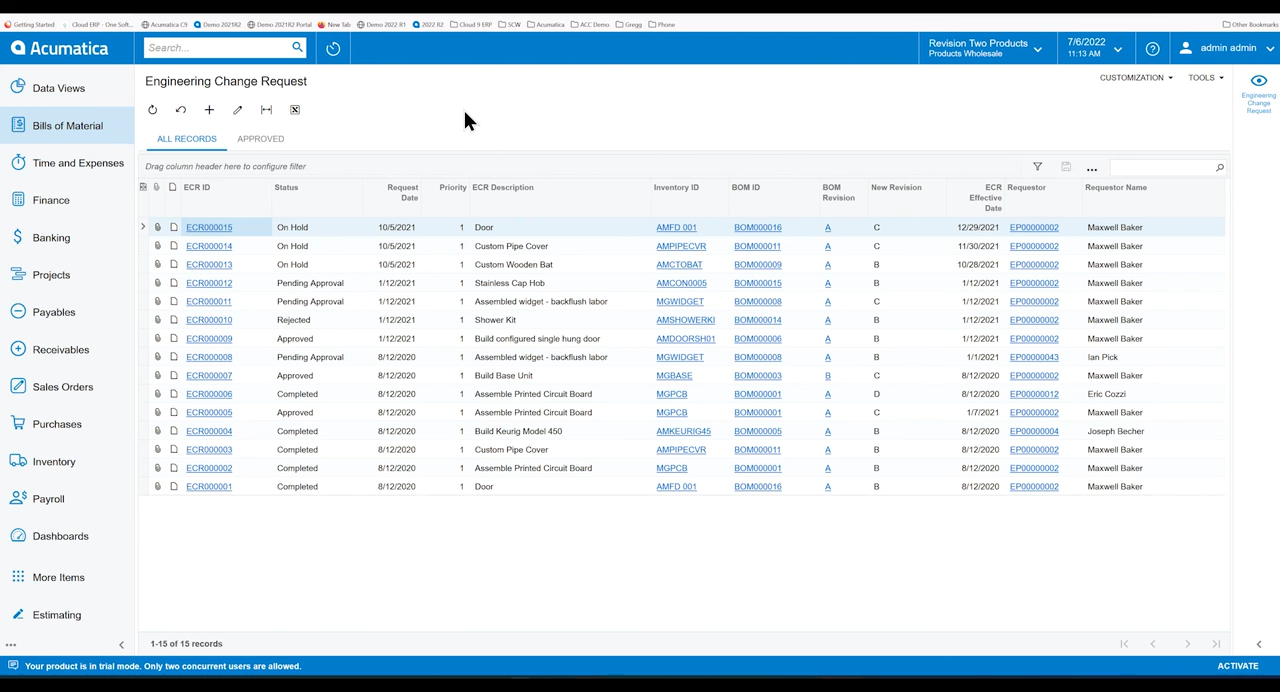 Getting Started Cloud ERP - One Soft... Acumatica C9 Demo 2021R2 Demo 2021R2 Portal New Tab Demo 2022 R1 2022 R2 Cloud 9 ERP SCW Acumatica ACC Demo Gregg Phone Other Bookmarks
Acumatica Search... Revision Two Products Products Wholesale 7/6/2022 11:13 AM admin admin
Data Views
Bills of Material
Time and Expenses
Finance
Banking
Projects
Payables
Receivables
Sales Orders
Purchases
Inventory
Payroll
Dashboards
More Items
Estimating
Engineering Change Request
CUSTOMIZATION TOOLS
Engineering
Change
Request
ALL RECORDS APPROVED
Drag column header here to configure filter
ECR ID Status Request Date Priority ECR Description Inventory ID BOM ID BOM Revision New Revision ECR Effective Date Requestor Requestor Name
ECR000015 On Hold 10/5/2021 1 Door AMFD 001 BOM000016 A C 12/29/2021 EP00000002 Maxwell Baker
ECR000014 On Hold 10/5/2021 1 Custom Pipe Cover AMPIPECVR BOM000011 A C 11/30/2021 EP00000002 Maxwell Baker
ECR000013 On Hold 10/5/2021 1 Custom Wooden Bat AMCTOBAT BOM000009 A B 10/28/2021 EP00000002 Maxwell Baker
ECR000012 Pending Approval 1/12/2021 1 Stainless Cap Hob AMCON0005 BOM000015 A B 1/12/2021 EP00000002 Maxwell Baker
ECR000011 Pending Approval 1/12/2021 1 Assembled widget - backflush labor MGWIDGET BOM000008 A C 1/12/2021 EP00000002 Maxwell Baker
ECR000010 Rejected 1/12/2021 1 Shower Kit AMSHOWERKI BOM000014 A B 1/12/2021 EP00000002 Maxwell Baker
ECR000009 Approved 1/12/2021 1 Build configured single hung door AMDOORSH01 BOM000006 A B 1/12/2021 EP00000002 Maxwell Baker
ECR000008 Pending Approval 8/12/2020 1 Assembled widget - backflush labor MGWIDGET BOM000008 A B 1/1/2021 EP00000043 Ian Pick
ECR000007 Approved 8/12/2020 1 Build Base Unit MGBASE BOM000003 B C 8/12/2020 EP00000002 Maxwell Baker
ECR000006 Completed 8/12/2020 1 Assemble Printed Circuit Board MGPCB BOM000001 A D 8/12/2020 EP00000012 Eric Cozzi
ECR000005 Approved 8/12/2020 1 Assemble Printed Circuit Board MGPCB BOM000001 A C 1/7/2021 EP00000002 Maxwell Baker
ECR000004 Completed 8/12/2020 1 Build Keurig Model 450 AMKEURIG45 BOM000005 A B 8/12/2020 EP00000004 Joseph Becher
ECR000003 Completed 8/12/2020 1 Custom Pipe Cover AMPIPECVR BOM000011 A B 8/12/2020 EP00000002 Maxwell Baker
ECR000002 Completed 8/12/2020 1 Assemble Printed Circuit Board MGPCB BOM000001 A B 8/12/2020 EP00000002 Maxwell Baker
ECR000001 Completed 8/12/2020 1 Door AMFD 001 BOM000016 A B 8/12/2020 EP00000002 Maxwell Baker
1-15 of 15 records
Your product is in trial mode. Only two concurrent users are allowed. ACTIVATE